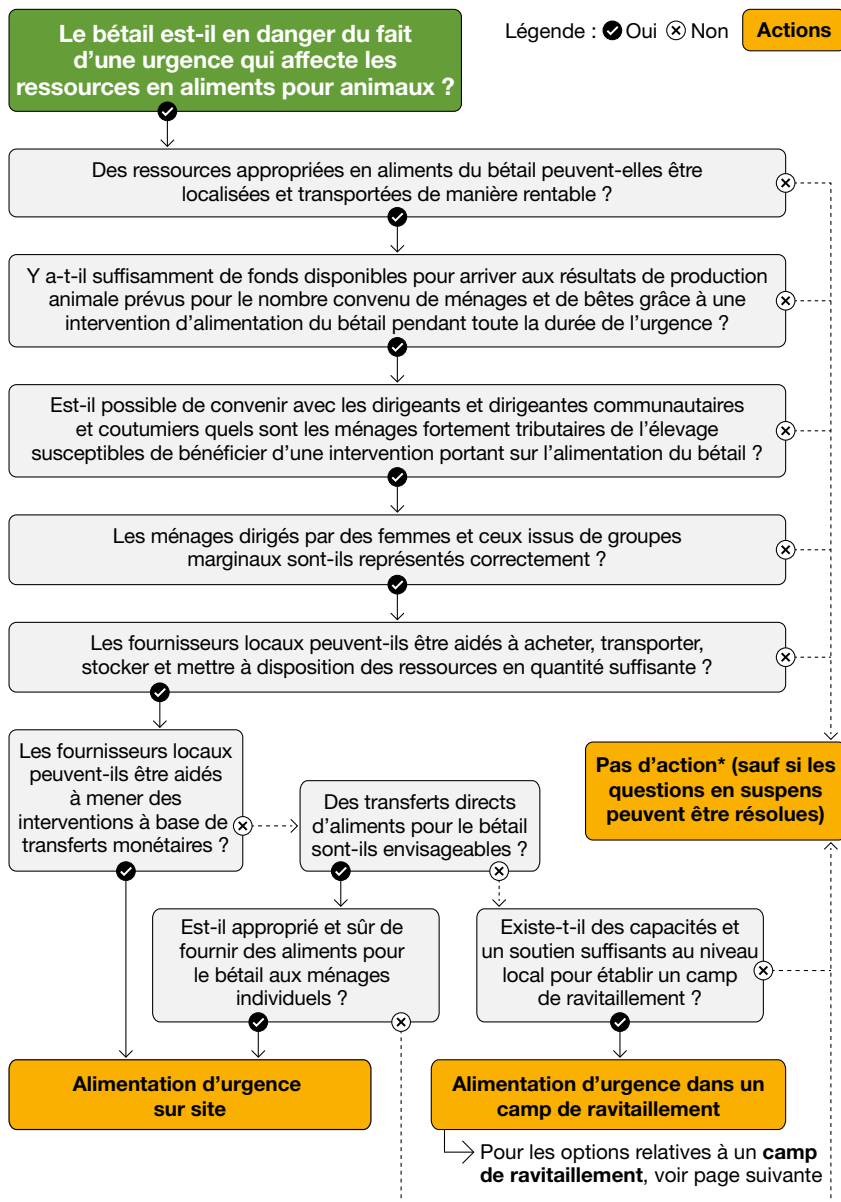 Le bétail est-il en danger du fait
d'une urgence qui affecte les
ressources en aliments pour animaux ?
Légende : Oui Non Actions
Des ressources appropriées en aliments du bétail peuvent-elles être
localisées et transportées de manière rentable ?
Y a-t-il suffisamment de fonds disponibles pour arriver aux résultats de production
animale prévus pour le nombre convenu de ménages et de bêtes grâce à une
intervention d'alimentation du bétail pendant toute la durée de l'urgence ?
Est-il possible de convenir avec les dirigeants et dirigeantes communautaires
et coutumiers quels sont les ménages fortement tributaires de l'élevage
susceptibles de bénéficier d'une intervention portant sur l'alimentation du bétail ?
Les ménages dirigés par des femmes et ceux issus de groupes
marginaux sont-ils représentés correctement ?
Les fournisseurs locaux peuvent-ils être aidés à acheter, transporter,
stocker et mettre à disposition des ressources en quantité suffisante ?
Les fournisseurs locaux
peuvent-ils être aidés
à mener des
interventions à base de
transferts monétaires ?
Des transferts directs
d'aliments pour le bétail
sont-ils envisageables ?
Pas d'action* (sauf si les
questions en suspens
peuvent être résolues)
Est-il approprié et sûr de
fournir des aliments pour
le bétail aux ménages
individuels ?
Existe-t-il des capacités et
un soutien suffisants au niveau
local pour établir un camp
de ravitaillement ?
Alimentation d'urgence
sur site
Alimentation d'urgence dans un
camp de ravitaillement
Pour les options relatives à un camp
de ravitaillement, voir page suivante